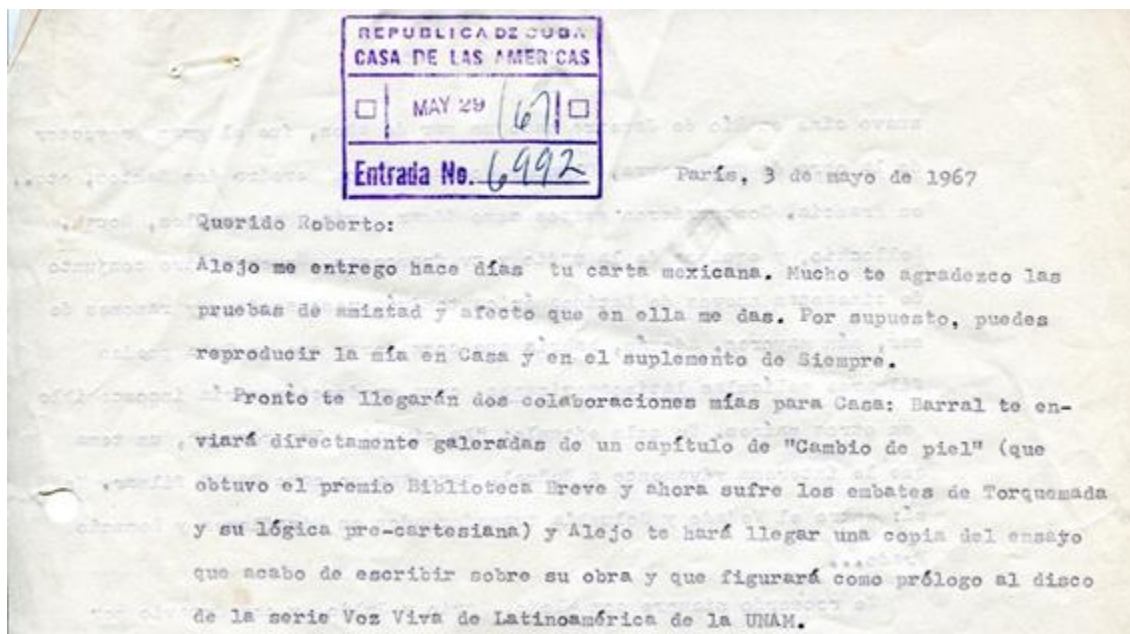 REPUBLICA DE CUBA
CASA DE LAS AMERICAS
MAY 29 /67
Entrada No. 6992
París, 3 de mayo de 1967
Querido Roberto:
Alejo me entrego hace días tu carta mexicana. Mucho te agradezco las
pruebas de amistad y afecto que en ella me das. Por supuesto, puedes
reproducir la mía en Casa y en el suplemento de Siempre.
Pronto te llegarán dos colaboraciones mías para Casa: Barral te en-
viará directamente galeradas de un capítulo de "Cambio de piel" (que
obtuvo el premio Biblioteca Breve y ahora sufre los embates de Torquemada
y su lógica pre-cartesiana) y Alejo te hará llegar una copia del ensayo
que acabo de escribir sobre su obra y que figurará como prólogo al disco
de la serie Voz Viva de Latinoamérica de la UNAM.